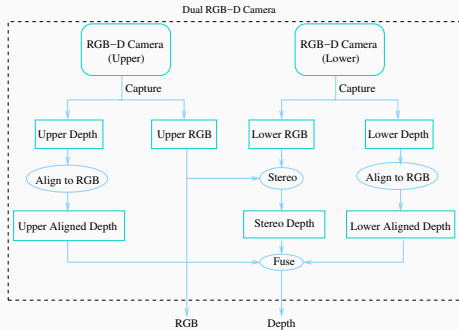 Dual RGB-D Camera
RGB-D Camera
(Upper)
RGB-D Camera
(Lower)
Capture
Capture
Upper Depth
Upper RGB
Lower RGB
Lower Depth
Align to RGB
Stereo
Align to RGB
Upper Aligned Depth
Stereo Depth
Lower Aligned Depth
Fuse
RGB
Depth